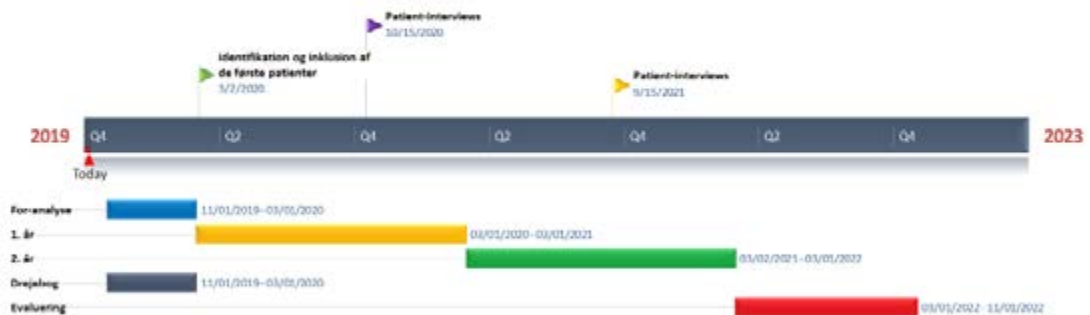 Patient-interviews
10/15/2020
Identifikation og inklusion af
de første patienter
3/2/2020
Patient-interviews
9/15/2021
2019 Q4 Q2 Q4 Q2 Q4 Q2 Q4 2023
Today
For-analyse 11/01/2019–03/01/2020
1. år 03/01/2020–03/01/2021
2. år 03/02/2021–03/01/2022
Drejebog 11/01/2019–03/01/2020
Evaluering 03/01/2022–11/01/2022